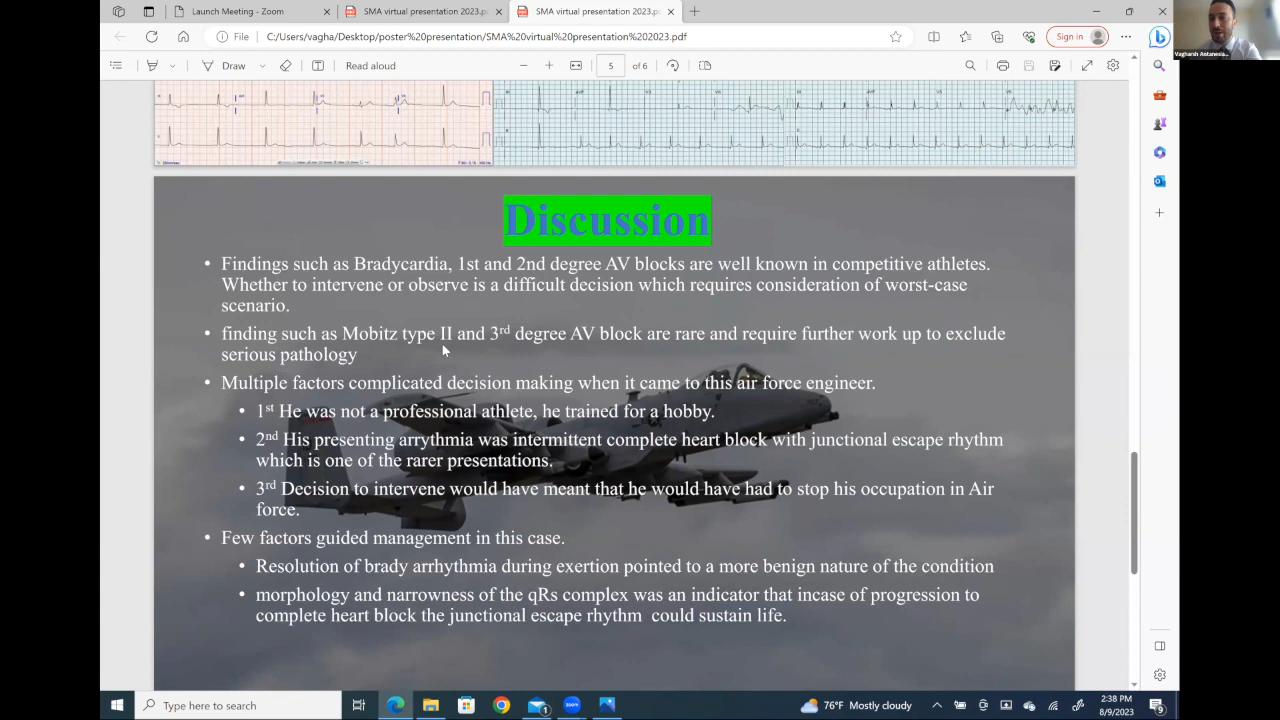 Launch Meeting - Zoom
SMA virtual presentation 2023.pd
SMA virtual presentation 2023.pd
File
C:/Users/vagha/Desktop/poster%20presentation/SMA%20virtual%20presentation%202023.pdf
Sign in
Draw
Read aloud
5 of 6
Vagharsh Antanesia...
Discussion
• Findings such as Bradycardia, 1st and 2nd degree AV blocks are well known in competitive athletes.
Whether to intervene or observe is a difficult decision which requires consideration of worst-case
scenario.
• finding such as Mobitz type II and 3rd degree AV block are rare and require further work up to exclude
serious pathology
• Multiple factors complicated decision making when it came to this air force engineer.
• 1st He was not a professional athlete, he trained for a hobby.
• 2nd His presenting arrythmia was intermittent complete heart block with junctional escape rhythm
which is one of the rarer presentations.
• 3rd Decision to intervene would have meant that he would have had to stop his occupation in Air
force.
• Few factors guided management in this case.
• Resolution of brady arrhythmia during exertion pointed to a more benign nature of the condition
• morphology and narrowness of the qRs complex was an indicator that incase of progression to
complete heart block the junctional escape rhythm could sustain life.
Type here to search
1
zoom
76°F Mostly cloudy
2:38 PM
8/9/2023
9